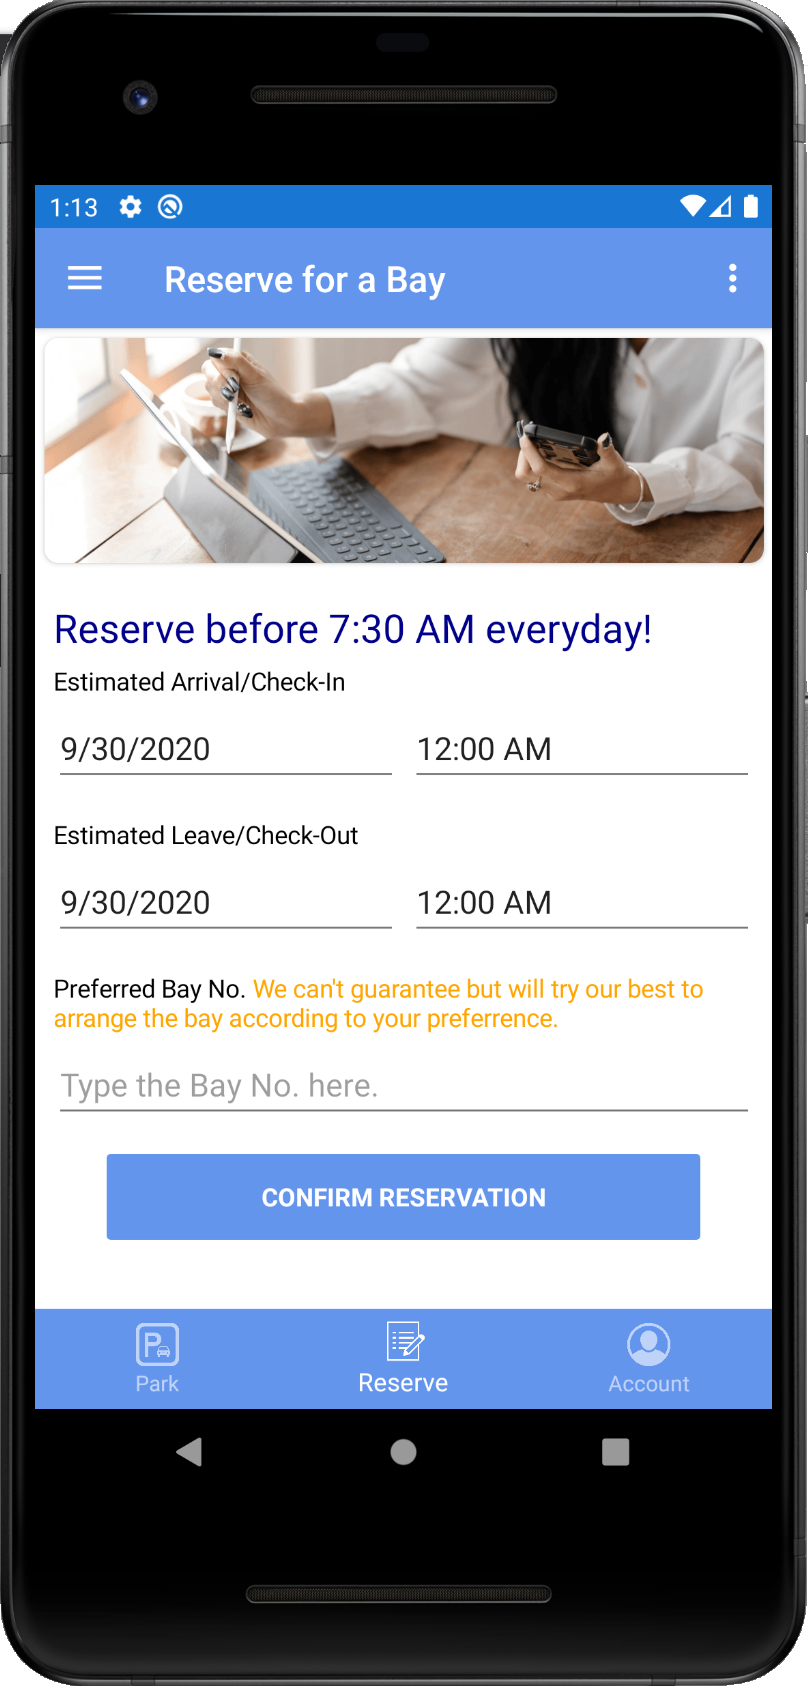 1:13
Reserve for a Bay
Reserve before 7:30 AM everyday!
Estimated Arrival/Check-In
9/30/2020 12:00 AM
Estimated Leave/Check-Out
9/30/2020 12:00 AM
Preferred Bay No. We can't guarantee but will try our best to
arrange the bay according to your preferrence.
Type the Bay No. here.
CONFIRM RESERVATION
Park Reserve Account